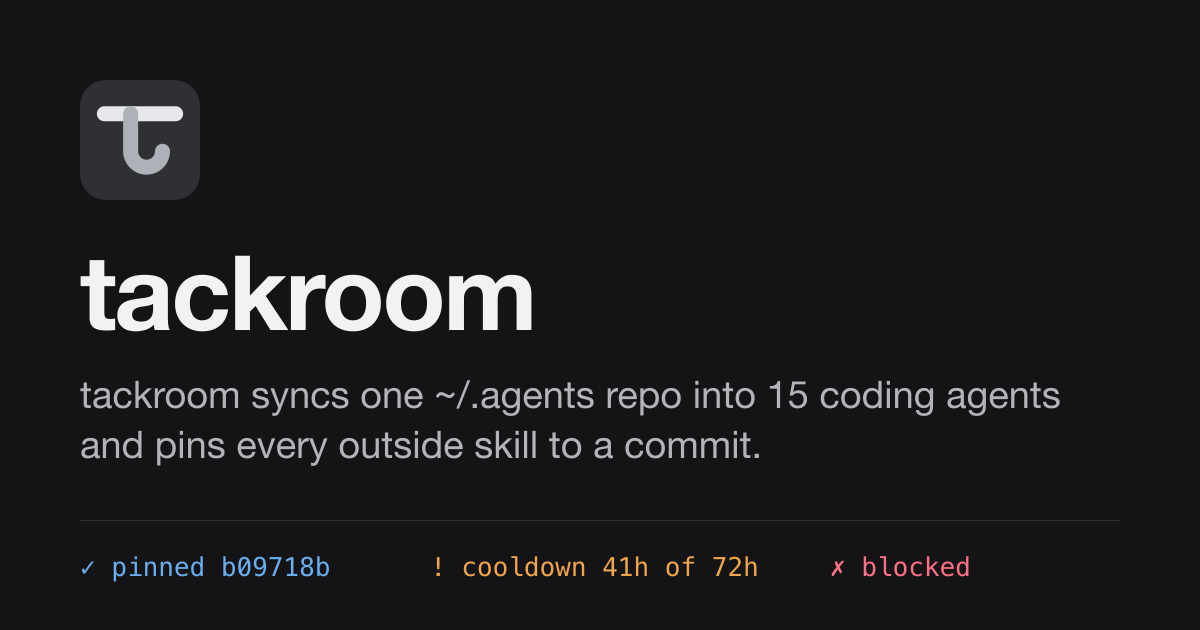 tackroom
tackroom syncs one ~/.agents repo into 15 coding agents
and pins every outside skill to a commit.
✓ pinned b09718b ! cooldown 41h of 72h ✗ blocked